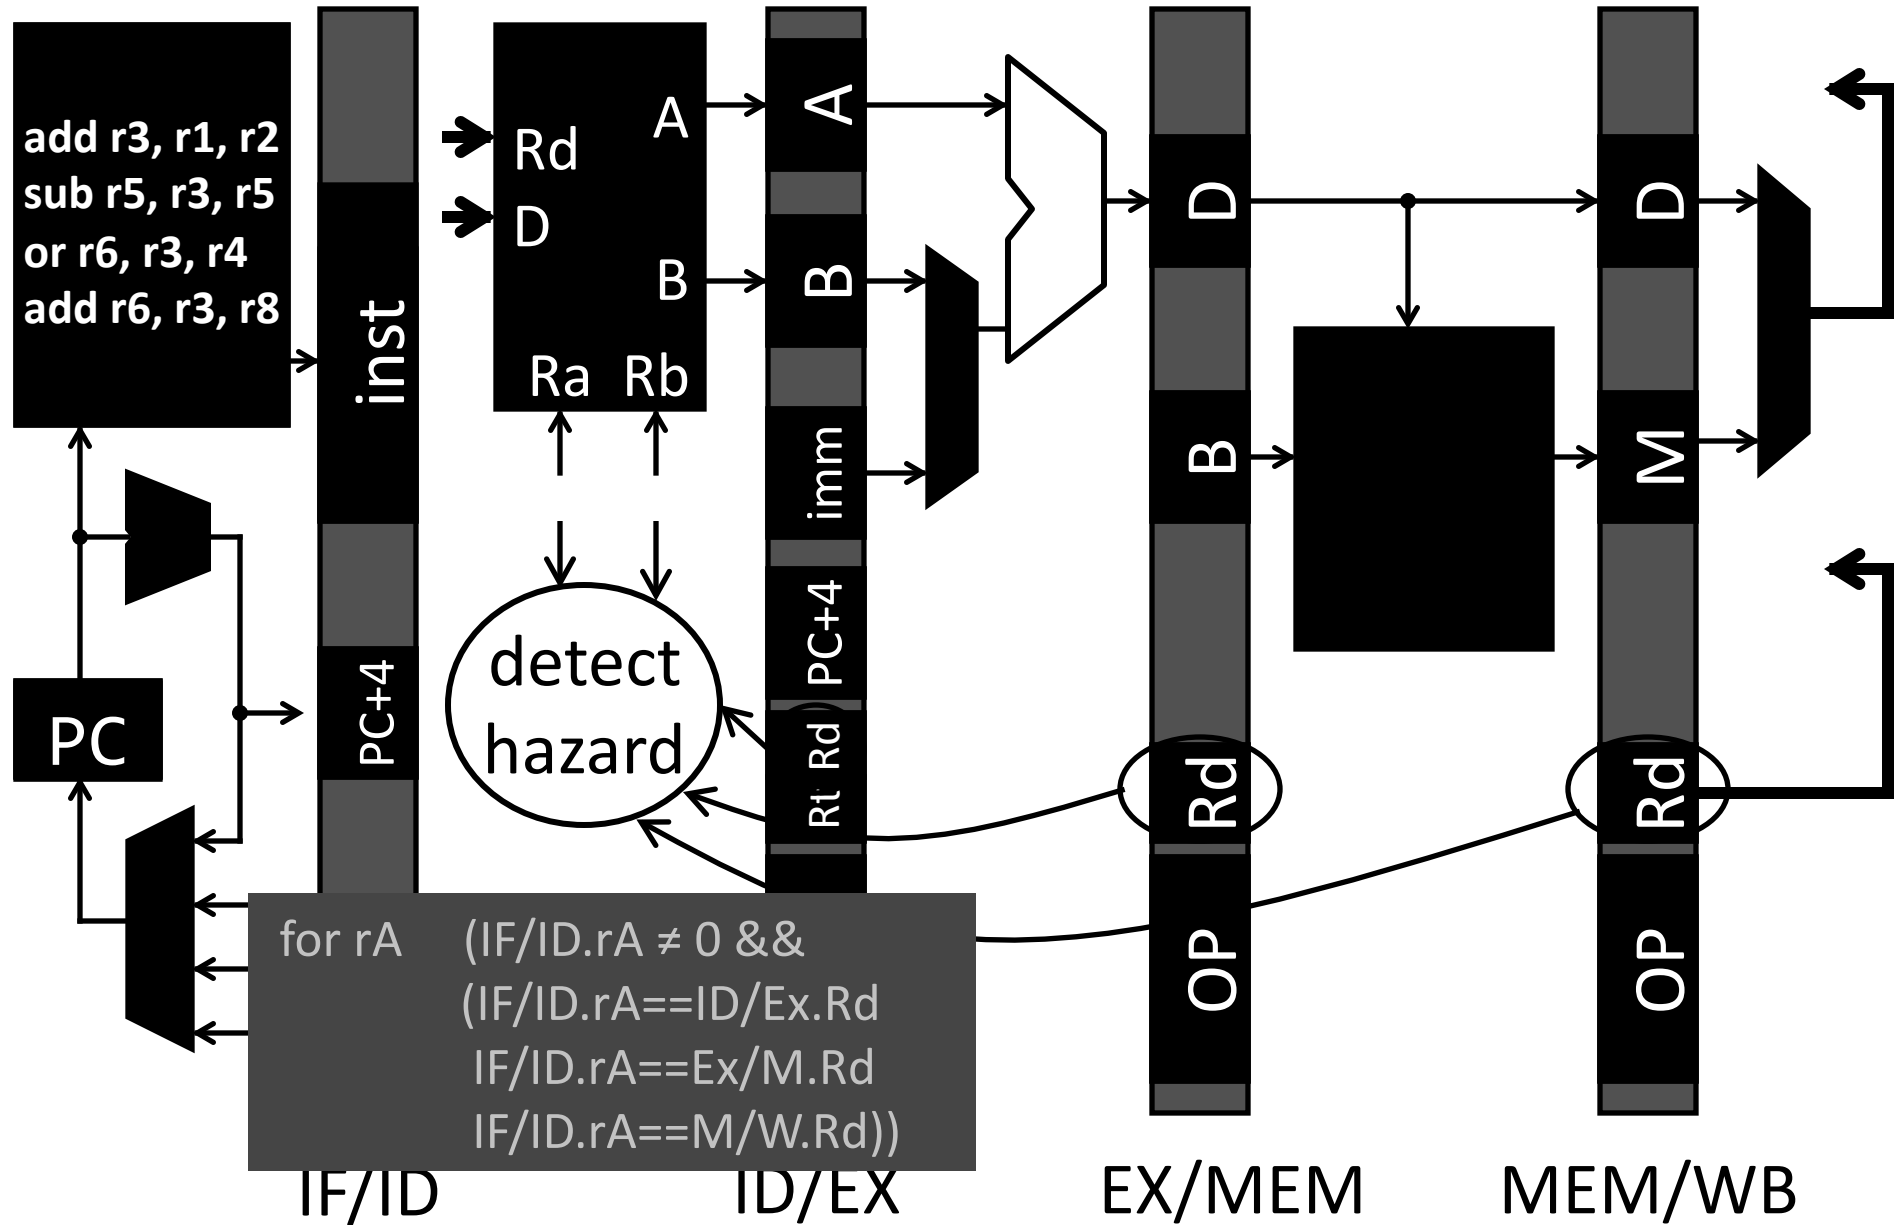 add r3, r1, r2
sub r5, r3, r5
or r6, r3, r4
add r6, r3, r8
inst
PC+4
PC
Rd
D
A
B
Ra Rb
detect
hazard
A
B
imm
PC+4
Rd
Rt
D
B
Rd
OP
D
M
Rd
OP
for rA (IF/ID.rA ≠ 0 &&
(IF/ID.rA==ID/Ex.Rd
IF/ID.rA==Ex/M.Rd
IF/ID.rA==M/W.Rd))
IF/ID
ID/EX
EX/MEM
MEM/WB